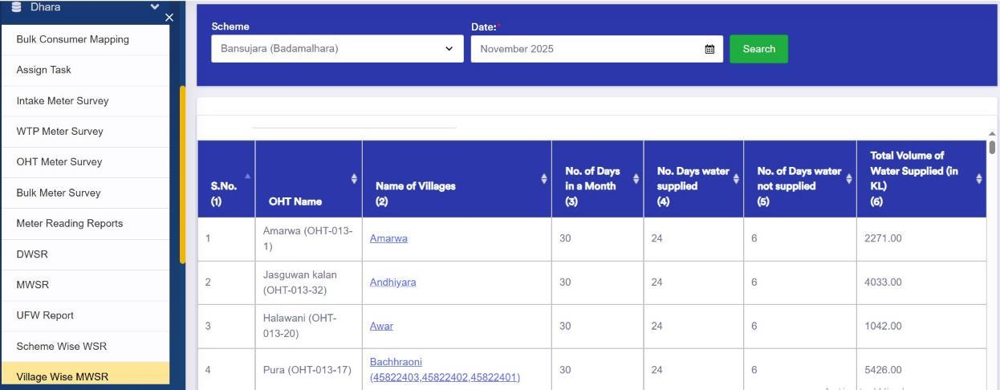 Dhara
Bulk Consumer Mapping
Assign Task
Intake Meter Survey
WTP Meter Survey
OHT Meter Survey
Bulk Meter Survey
Meter Reading Reports
DWSR
MWSR
UFW Report
Scheme Wise WSR
Village Wise MWSR
Scheme
Date:*
Bansujara (Badamalhara)
November 2025
Search
S.No.
(1)
OHT Name
Name of Villages
(2)
No. of Days
in a Month
(3)
No. Days water
supplied
(4)
No. of Days water
not supplied
(5)
Total Volume of
Water Supplied (in
KL)
(6)
1
Amarwa (OHT-013-
1)
Amarwa
30
24
6
2271.00
2
Jasguwan kalan
(OHT-013-32)
Andhiyara
30
24
6
4033.00
3
Halawani (OHT-
013-20)
Awar
30
24
6
1042.00
4
Pura (OHT-013-17)
Bachhraoni
(45822403,45822402,45822401)
30
24
6
5426.00